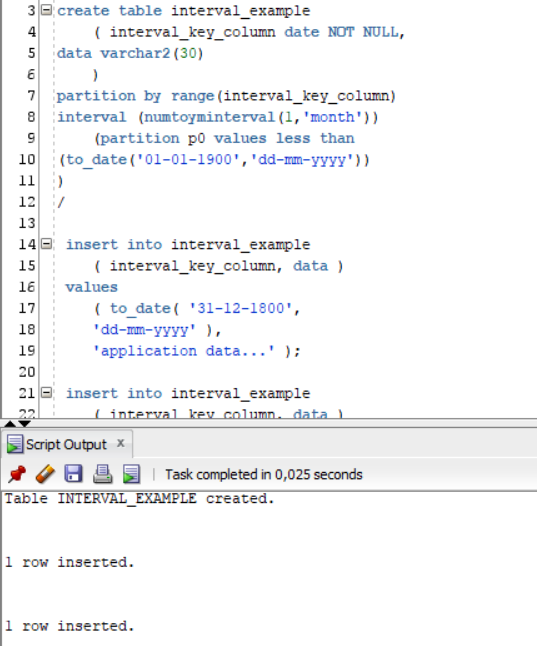 3 create table interval_example
4 ( interval_key_column date NOT NULL,
5 data varchar2(30)
6 )
7 partition by range(interval_key_column)
8 interval (numtoyminterval(1,'month'))
9 (partition p0 values less than
10 (to_date('01-01-1900','dd-mm-yyyy'))
11 )
12 /
13
14 insert into interval_example
15 ( interval_key_column, data )
16 values
17 ( to_date( '31-12-1800',
18 'dd-mm-yyyy' ),
19 'application data...' );
20
21 insert into interval_example
22 ( interval_key_column, data )
Script Output x
Task completed in 0,025 seconds
Table INTERVAL_EXAMPLE created.
1 row inserted.
1 row inserted.